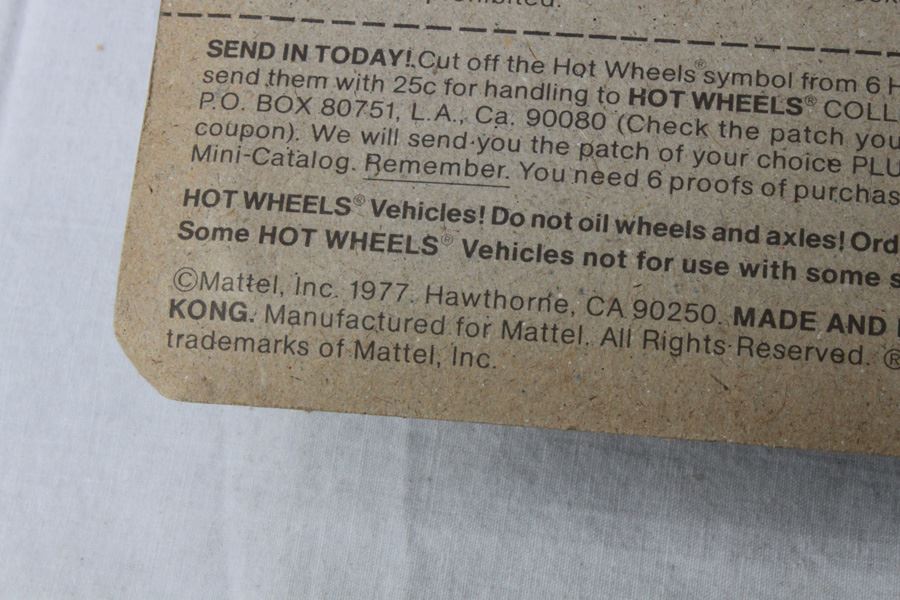 prohibited.
SEND IN TODAY! Cut off the Hot Wheels® symbol from 6 H
send them with 25c for handling to HOT WHEELS® COLL
P.O. BOX 80751, L.A., Ca. 90080 (Check the patch you
coupon). We will send you the patch of your choice PLU
Mini-Catalog. Remember. You need 6 proofs of purchas
HOT WHEELS® Vehicles! Do not oil wheels and axles! Ord
Some HOT WHEELS® Vehicles not for use with some s
©Mattel, Inc. 1977. Hawthorne, CA 90250. MADE AND
KONG. Manufactured for Mattel. All Rights Reserved. ®
trademarks of Mattel, Inc.